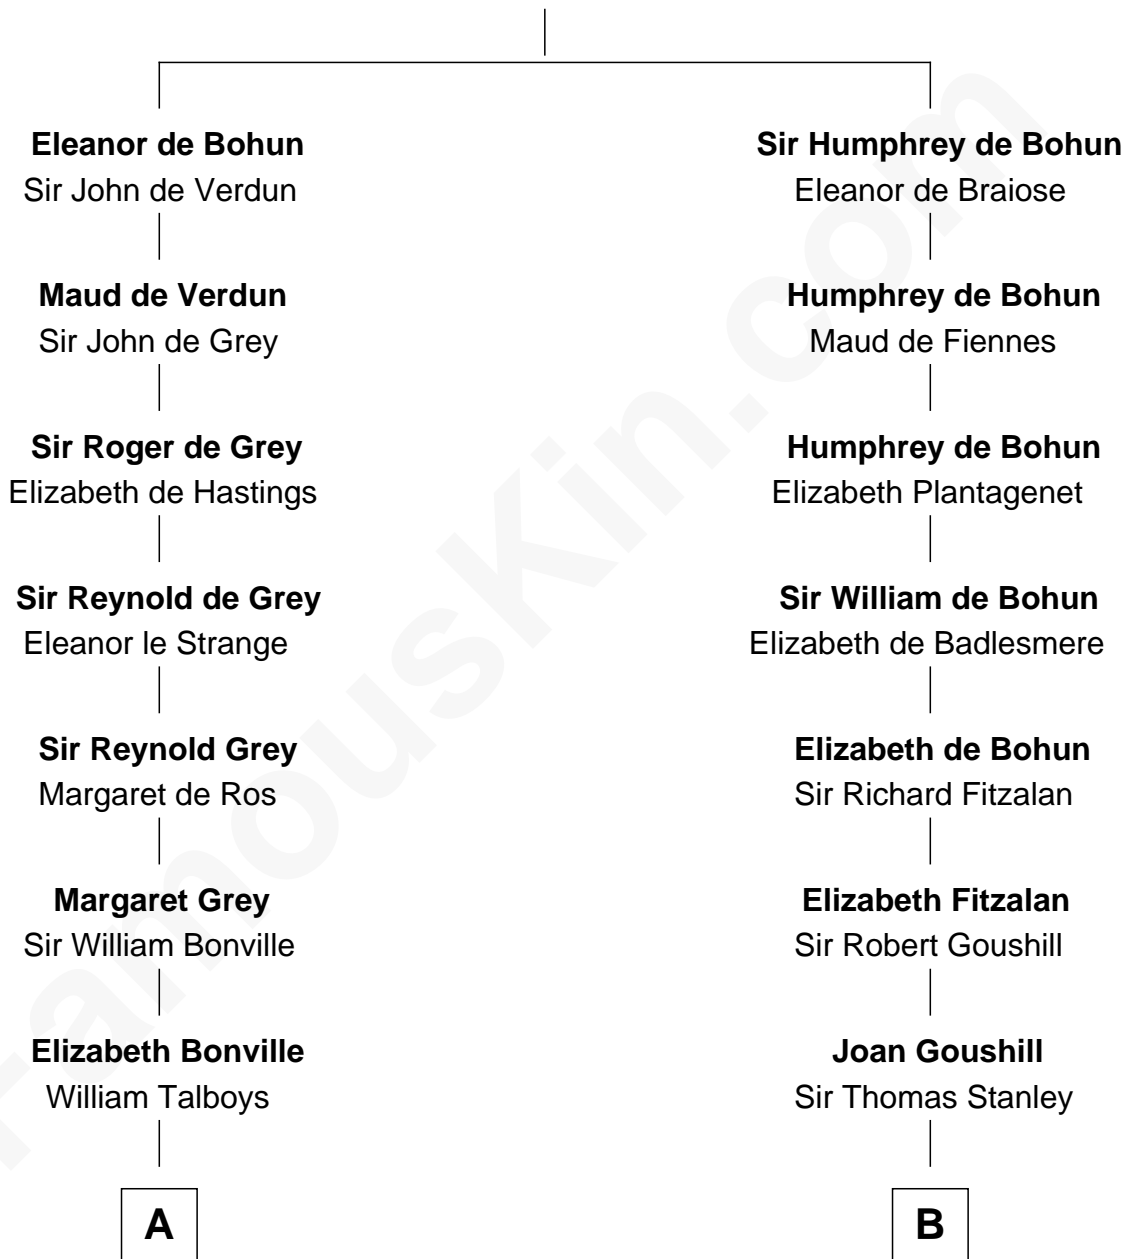 Eleanor de Bohun
Sir John de Verdun
Maud de Verdun
Sir John de Grey
Sir Roger de Grey
Elizabeth de Hastings
Sir Reynold de Grey
Eleanor le Strange
Sir Reynold Grey
Margaret de Ros
Margaret Grey
Sir William Bonville
Elizabeth Bonville
William Talboys
A
Sir Humphrey de Bohun
Eleanor de Braiose
Humphrey de Bohun
Maud de Fiennes
Humphrey de Bohun
Elizabeth Plantagenet
Sir William de Bohun
Elizabeth de Badlesmere
Elizabeth de Bohun
Sir Richard Fitzalan
Elizabeth Fitzalan
Sir Robert Goushill
Joan Goushill
Sir Thomas Stanley
B
FamousKin.com